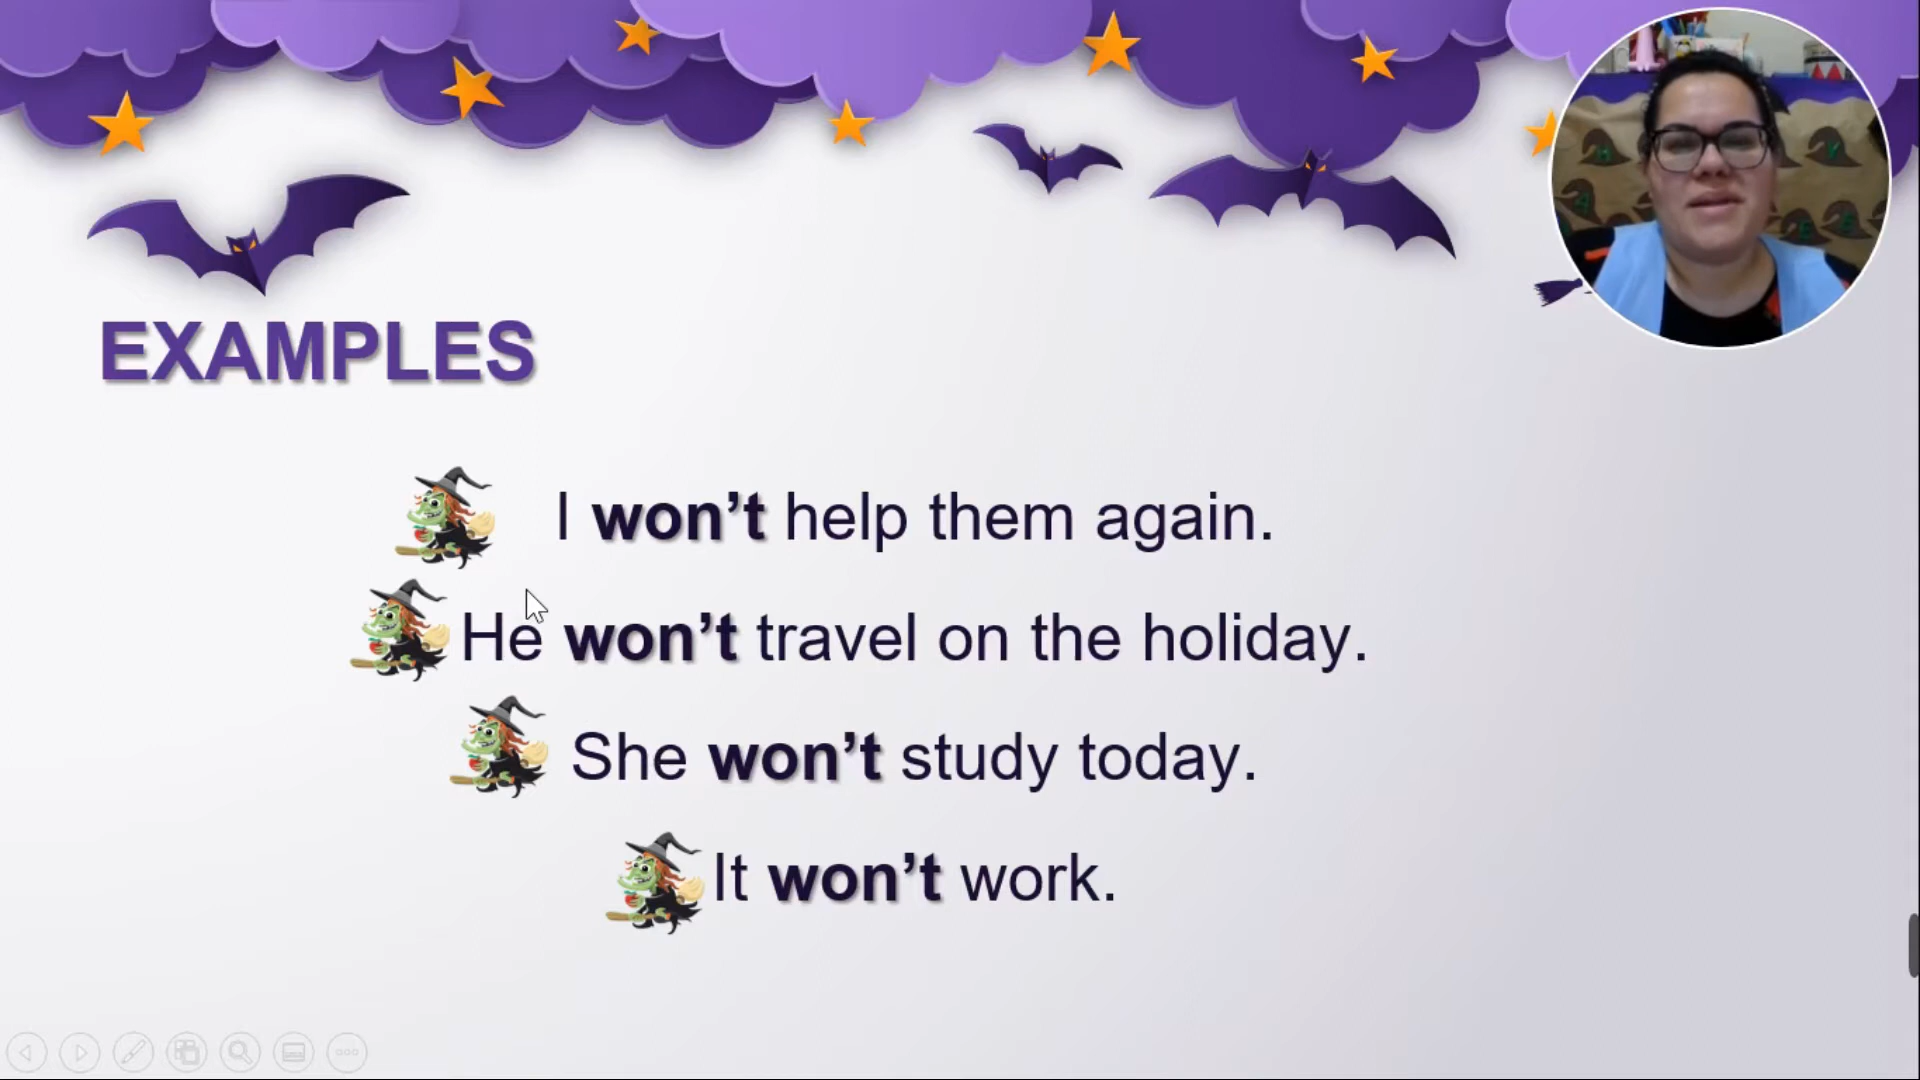 EXAMPLES
I won’t help them again.
He won’t travel on the holiday.
She won’t study today.
It won’t work.